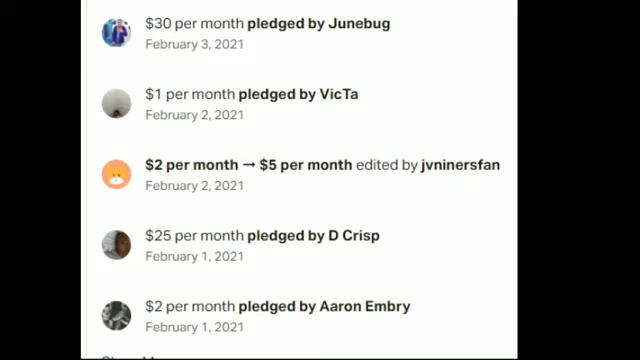 $30 per month pledged by Junebug
February 3, 2021
$1 per month pledged by VicTa
February 2, 2021
$2 per month → $5 per month edited by jvninersfan
February 2, 2021
$25 per month pledged by D Crisp
February 1, 2021
$2 per month pledged by Aaron Embry
February 1, 2021